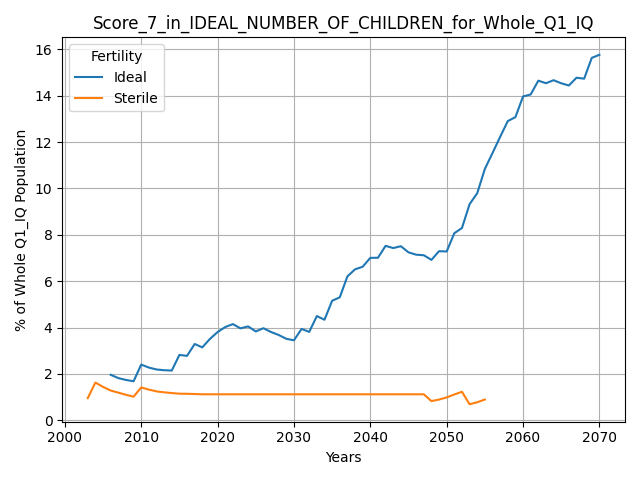 Score_7_in_IDEAL_NUMBER_OF_CHILDREN_for_Whole_Q1_IQ
Fertility
Ideal
Sterile
% of Whole Q1_IQ Population
16
14
12
10
8
6
4
2
0
2000 2010 2020 2030 2040 2050 2060 2070
Years